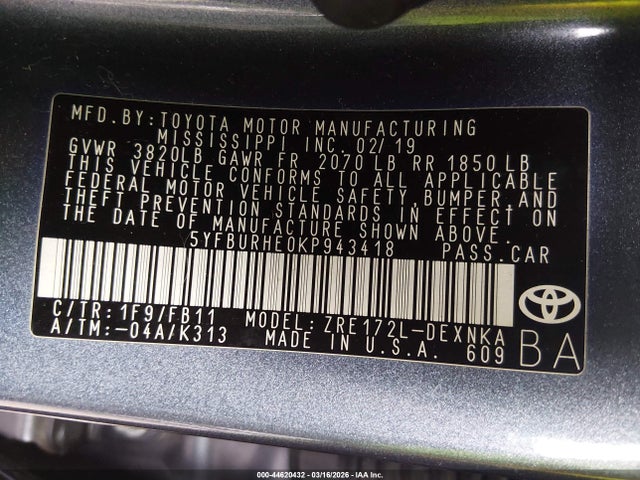 MFD. BY: TOYOTA MOTOR MANUFACTURING
MISSISSIPPI INC. 02/19
GVWR 3820LB GAWR FR 2070 LB RR 1850 LB
THIS VEHICLE CONFORMS TO ALL APPLICABLE
FEDERAL MOTOR VEHICLE SAFETY, BUMPER, AND
THEFT PREVENTION STANDARDS IN EFFECT ON
THE DATE OF MANUFACTURE SHOWN ABOVE.
5YFBURHE0KP943418 PASS.CAR
C/TR: 1F9/FB11 MODEL: ZRE172L-DEXNKA
A/TM:-04A/K313 MADE IN U.S.A. 609
BA
000-44620432 - 03/16/2026 - IAA Inc.